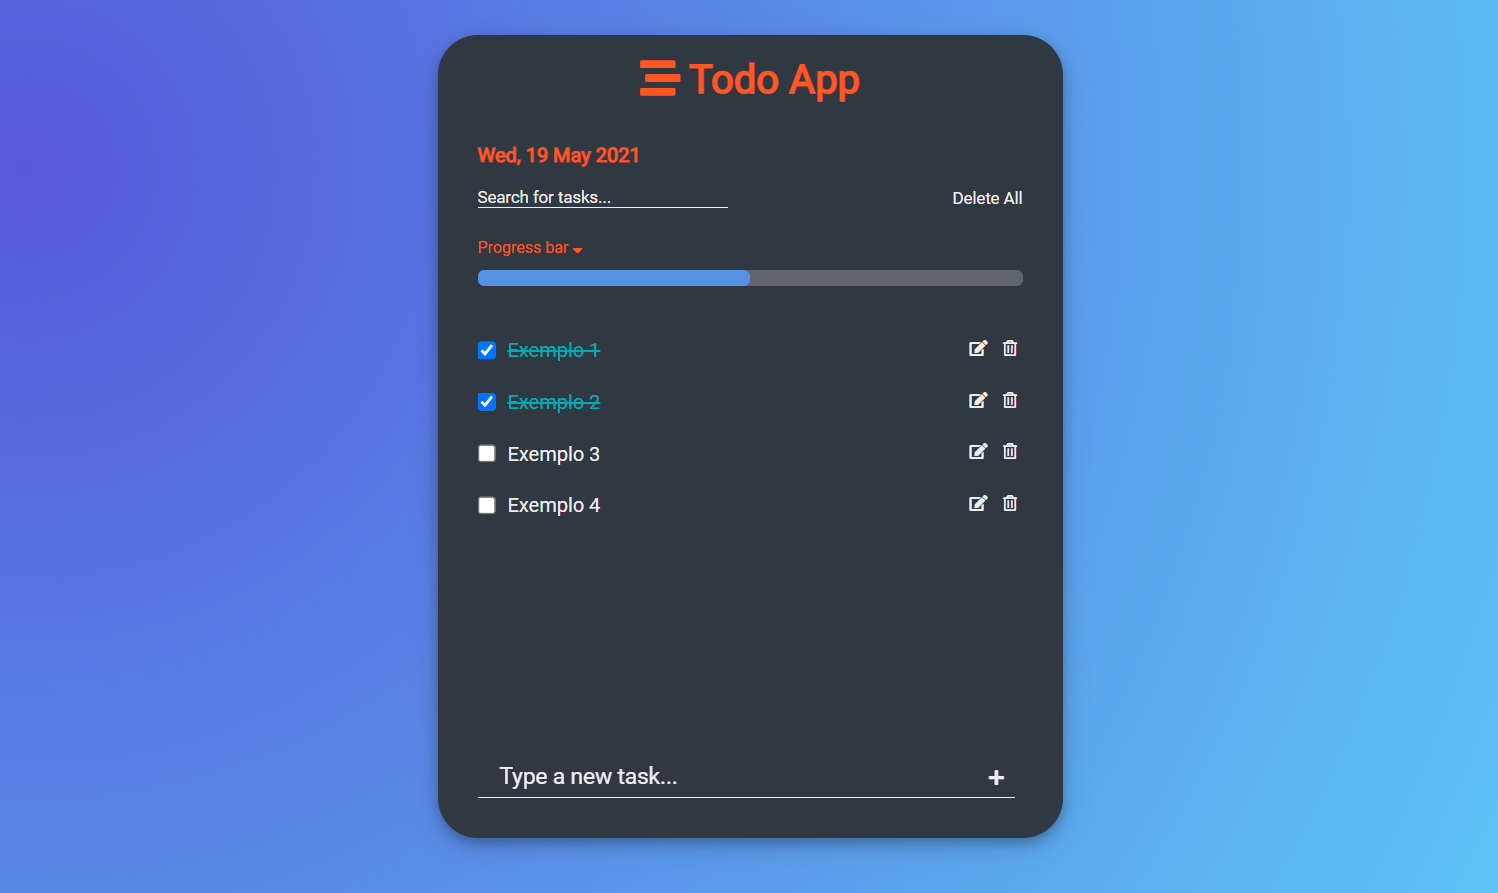 Todo App
Wed, 19 May 2021
Search for tasks... Delete All
Progress bar
Exemplo 1
Exemplo 2
Exemplo 3
Exemplo 4
Type a new task...